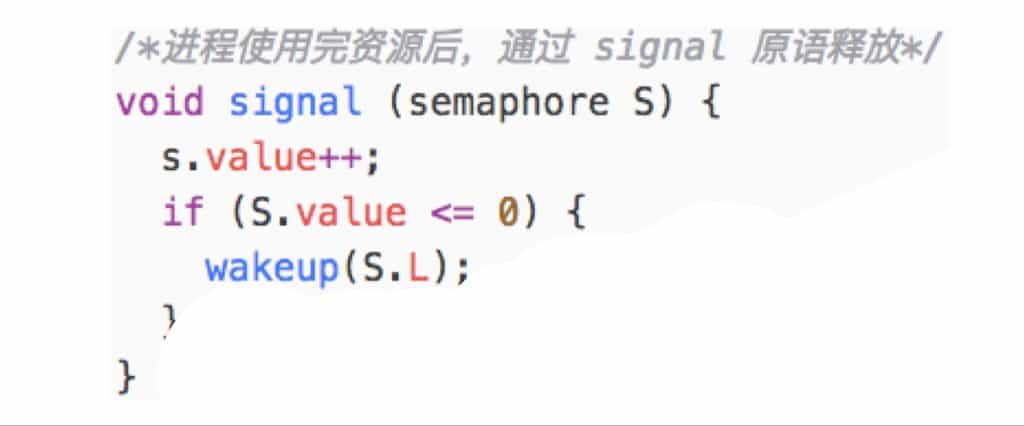 /*进程使用完资源后，通过 signal 原语释放*/
void signal (semaphore S) {
  s.value++;
  if (S.value <= 0) {
    wakeup(S.L);
  }
}